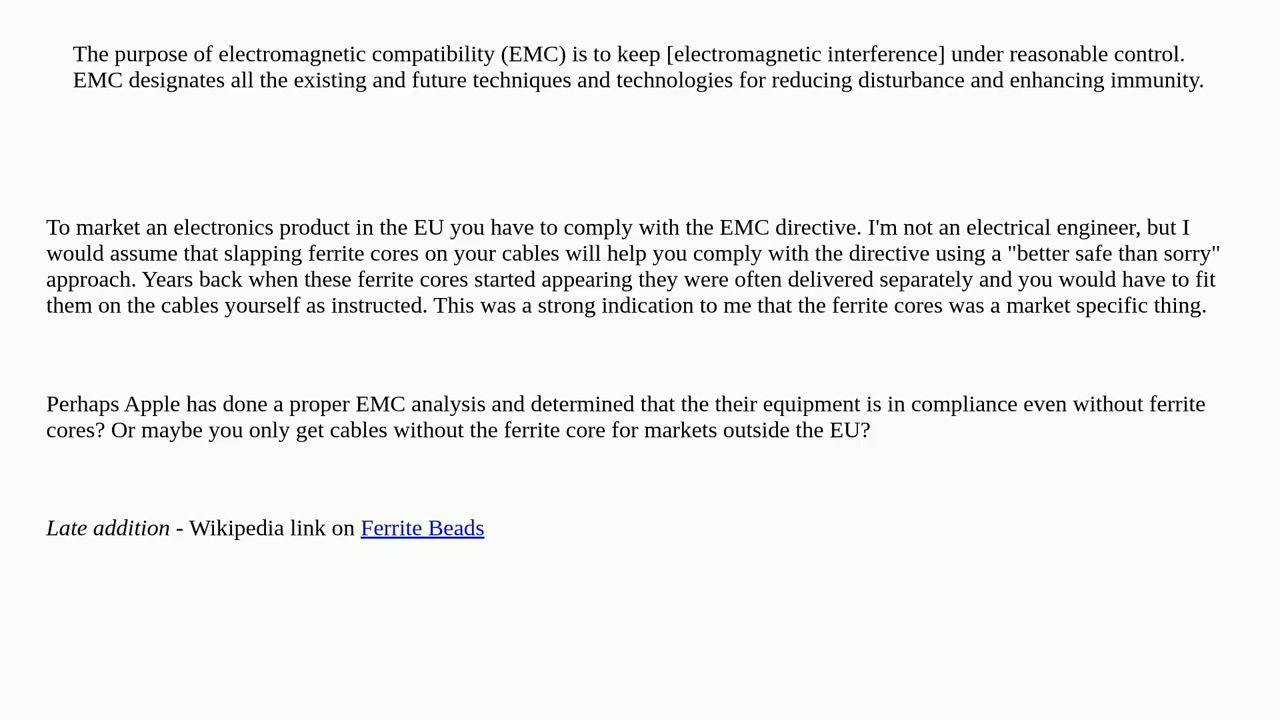 The purpose of electromagnetic compatibility (EMC) is to keep [electromagnetic interference] under reasonable control.
EMC designates all the existing and future techniques and technologies for reducing disturbance and enhancing immunity.
To market an electronics product in the EU you have to comply with the EMC directive. I'm not an electrical engineer, but I
would assume that slapping ferrite cores on your cables will help you comply with the directive using a "better safe than sorry"
approach. Years back when these ferrite cores started appearing they were often delivered separately and you would have to fit
them on the cables yourself as instructed. This was a strong indication to me that the ferrite cores was a market specific thing.
Perhaps Apple has done a proper EMC analysis and determined that the their equipment is in compliance even without ferrite
cores? Or maybe you only get cables without the ferrite core for markets outside the EU?
Late addition - Wikipedia link on Ferrite Beads